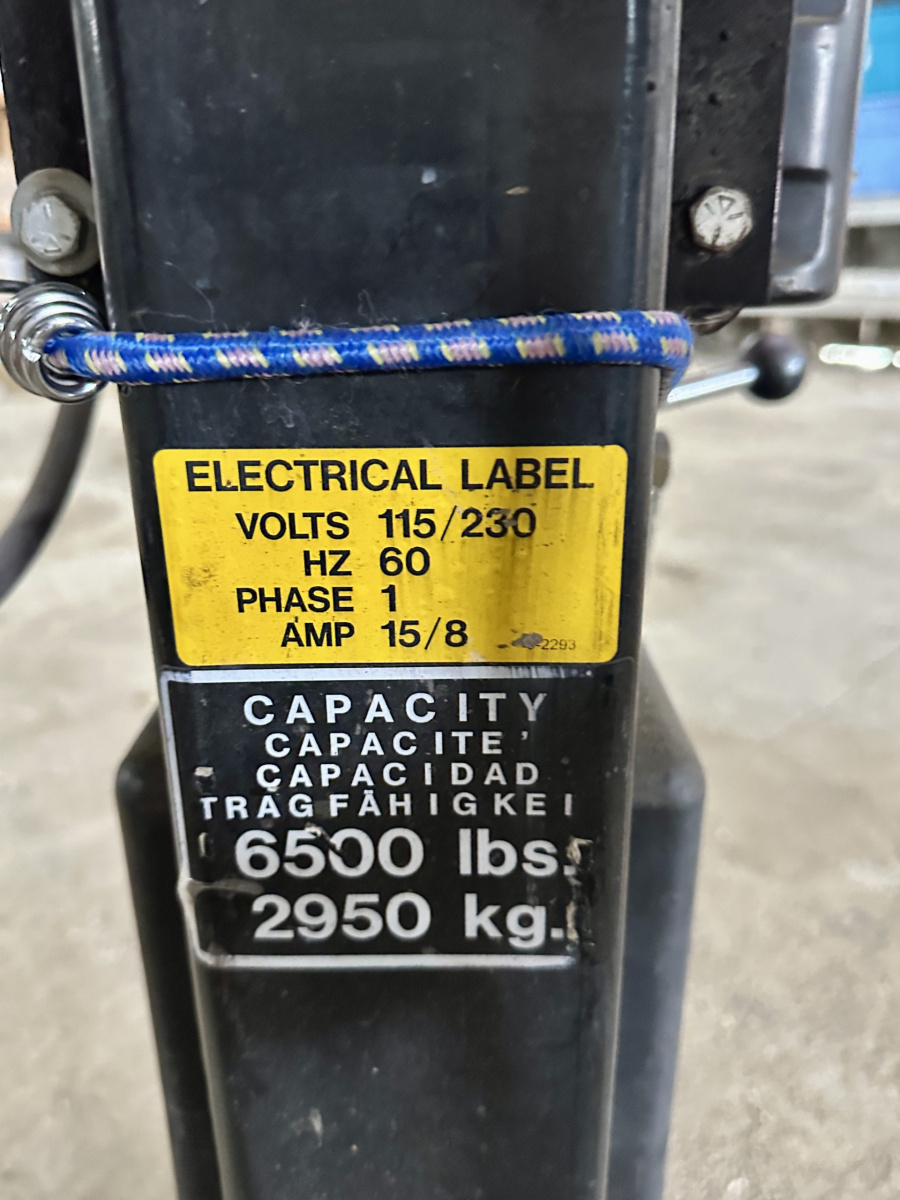 ELECTRICAL LABEL
VOLTS 115/230
HZ 60
PHASE 1
AMP 15/8
-2293
CAPACITY
CAPACITE'
CAPACIDAD
TRAGFÄHIGKEI
6500 lbs.
2950 kg.